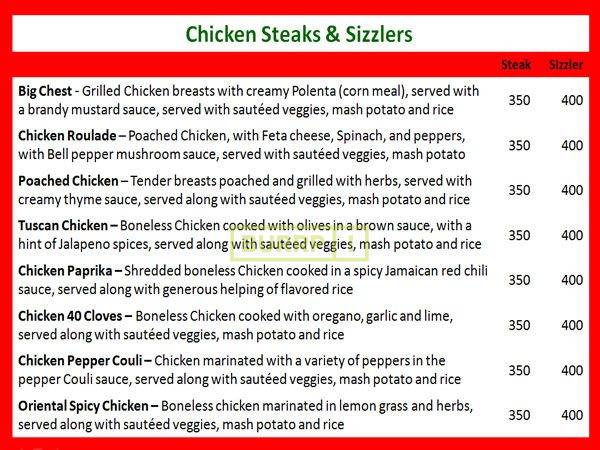 Chicken Steaks & Sizzlers
Steak Sizzler
Big Chest - Grilled Chicken breasts with creamy Polenta (corn meal), served with
a brandy mustard sauce, served with sautéed veggies, mash potato and rice
350 400
Chicken Roulade – Poached Chicken, with Feta cheese, Spinach, and peppers,
with Bell pepper mushroom sauce, served with sautéed veggies, mash potato
350 400
Poached Chicken – Tender breasts poached and grilled with herbs, served with
creamy thyme sauce, served along with sautéed veggies, mash potato and rice
350 400
Tuscan Chicken – Boneless Chicken cooked with olives in a brown sauce, with a
hint of Jalapeno spices, served along with sautéed veggies, mash potato and rice
350 400
Chicken Paprika – Shredded boneless Chicken cooked in a spicy Jamaican red chili
sauce, served along with generous helping of flavored rice
350 400
Chicken 40 Cloves – Boneless Chicken cooked with oregano, garlic and lime,
served along with sautéed veggies, mash potato and rice
350 400
Chicken Pepper Couli – Chicken marinated with a variety of peppers in the
pepper Couli sauce, served along with sautéed veggies, mash potato and rice
350 400
Oriental Spicy Chicken – Boneless chicken marinated in lemon grass and herbs,
served along with sautéed veggies, mash potato and rice
350 400